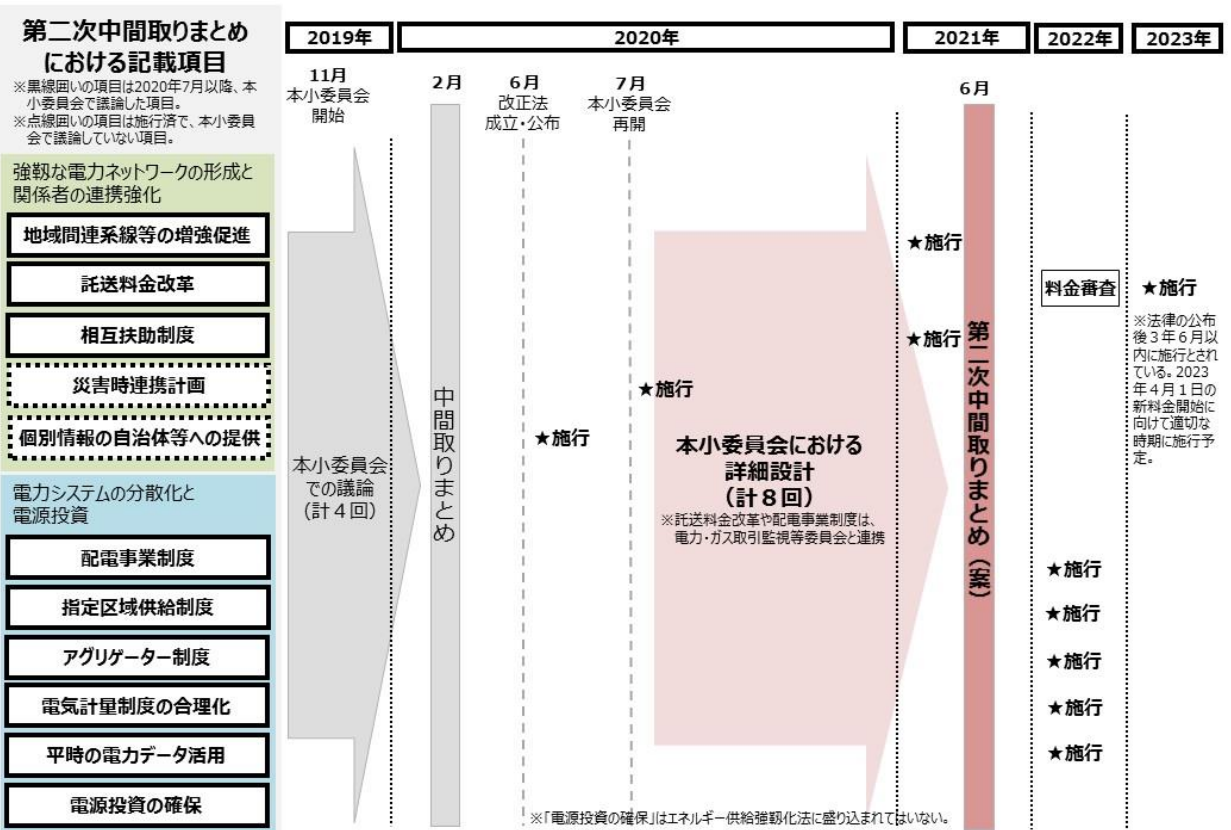 第二次中間取りまとめ
における記載項目
※黒線囲いの項目は2020年7月以降、本
小委員会で議論した項目。
※点線囲いの項目は施行済で、本小委員
会で議論していない項目。
2019年
2020年
2021年
2022年
2023年
11月
本小委員会
開始
2月
6月
改正法
成立・公布
7月
本小委員会
再開
6月
強靱な電力ネットワークの形成と
関係者の連携強化
地域間連系線等の増強促進
★施行
託送料金改革
料金審査
★施行
※法律の公布
後3年6月以
内に施行とされ
ている。2023
年4月1日の
新料金開始に
向けて適切な
時期に施行予
定。
相互扶助制度
★施行
災害時連携計画
★施行
個別情報の自治体等への提供
★施行
本小委員会
での議論
(計4回)
中間取りまとめ
本小委員会における
詳細設計
(計8回)
※託送料金改革や配電事業制度は、
電力・ガス取引監視等委員会と連携
第二次中間取りまとめ(案)
電力システムの分散化と
電源投資
配電事業制度
★施行
指定区域供給制度
★施行
アグリゲーター制度
★施行
電気計量制度の合理化
★施行
平時の電力データ活用
★施行
電源投資の確保
※「電源投資の確保」はエネルギー供給強靱化法に盛り込まれてはいない。